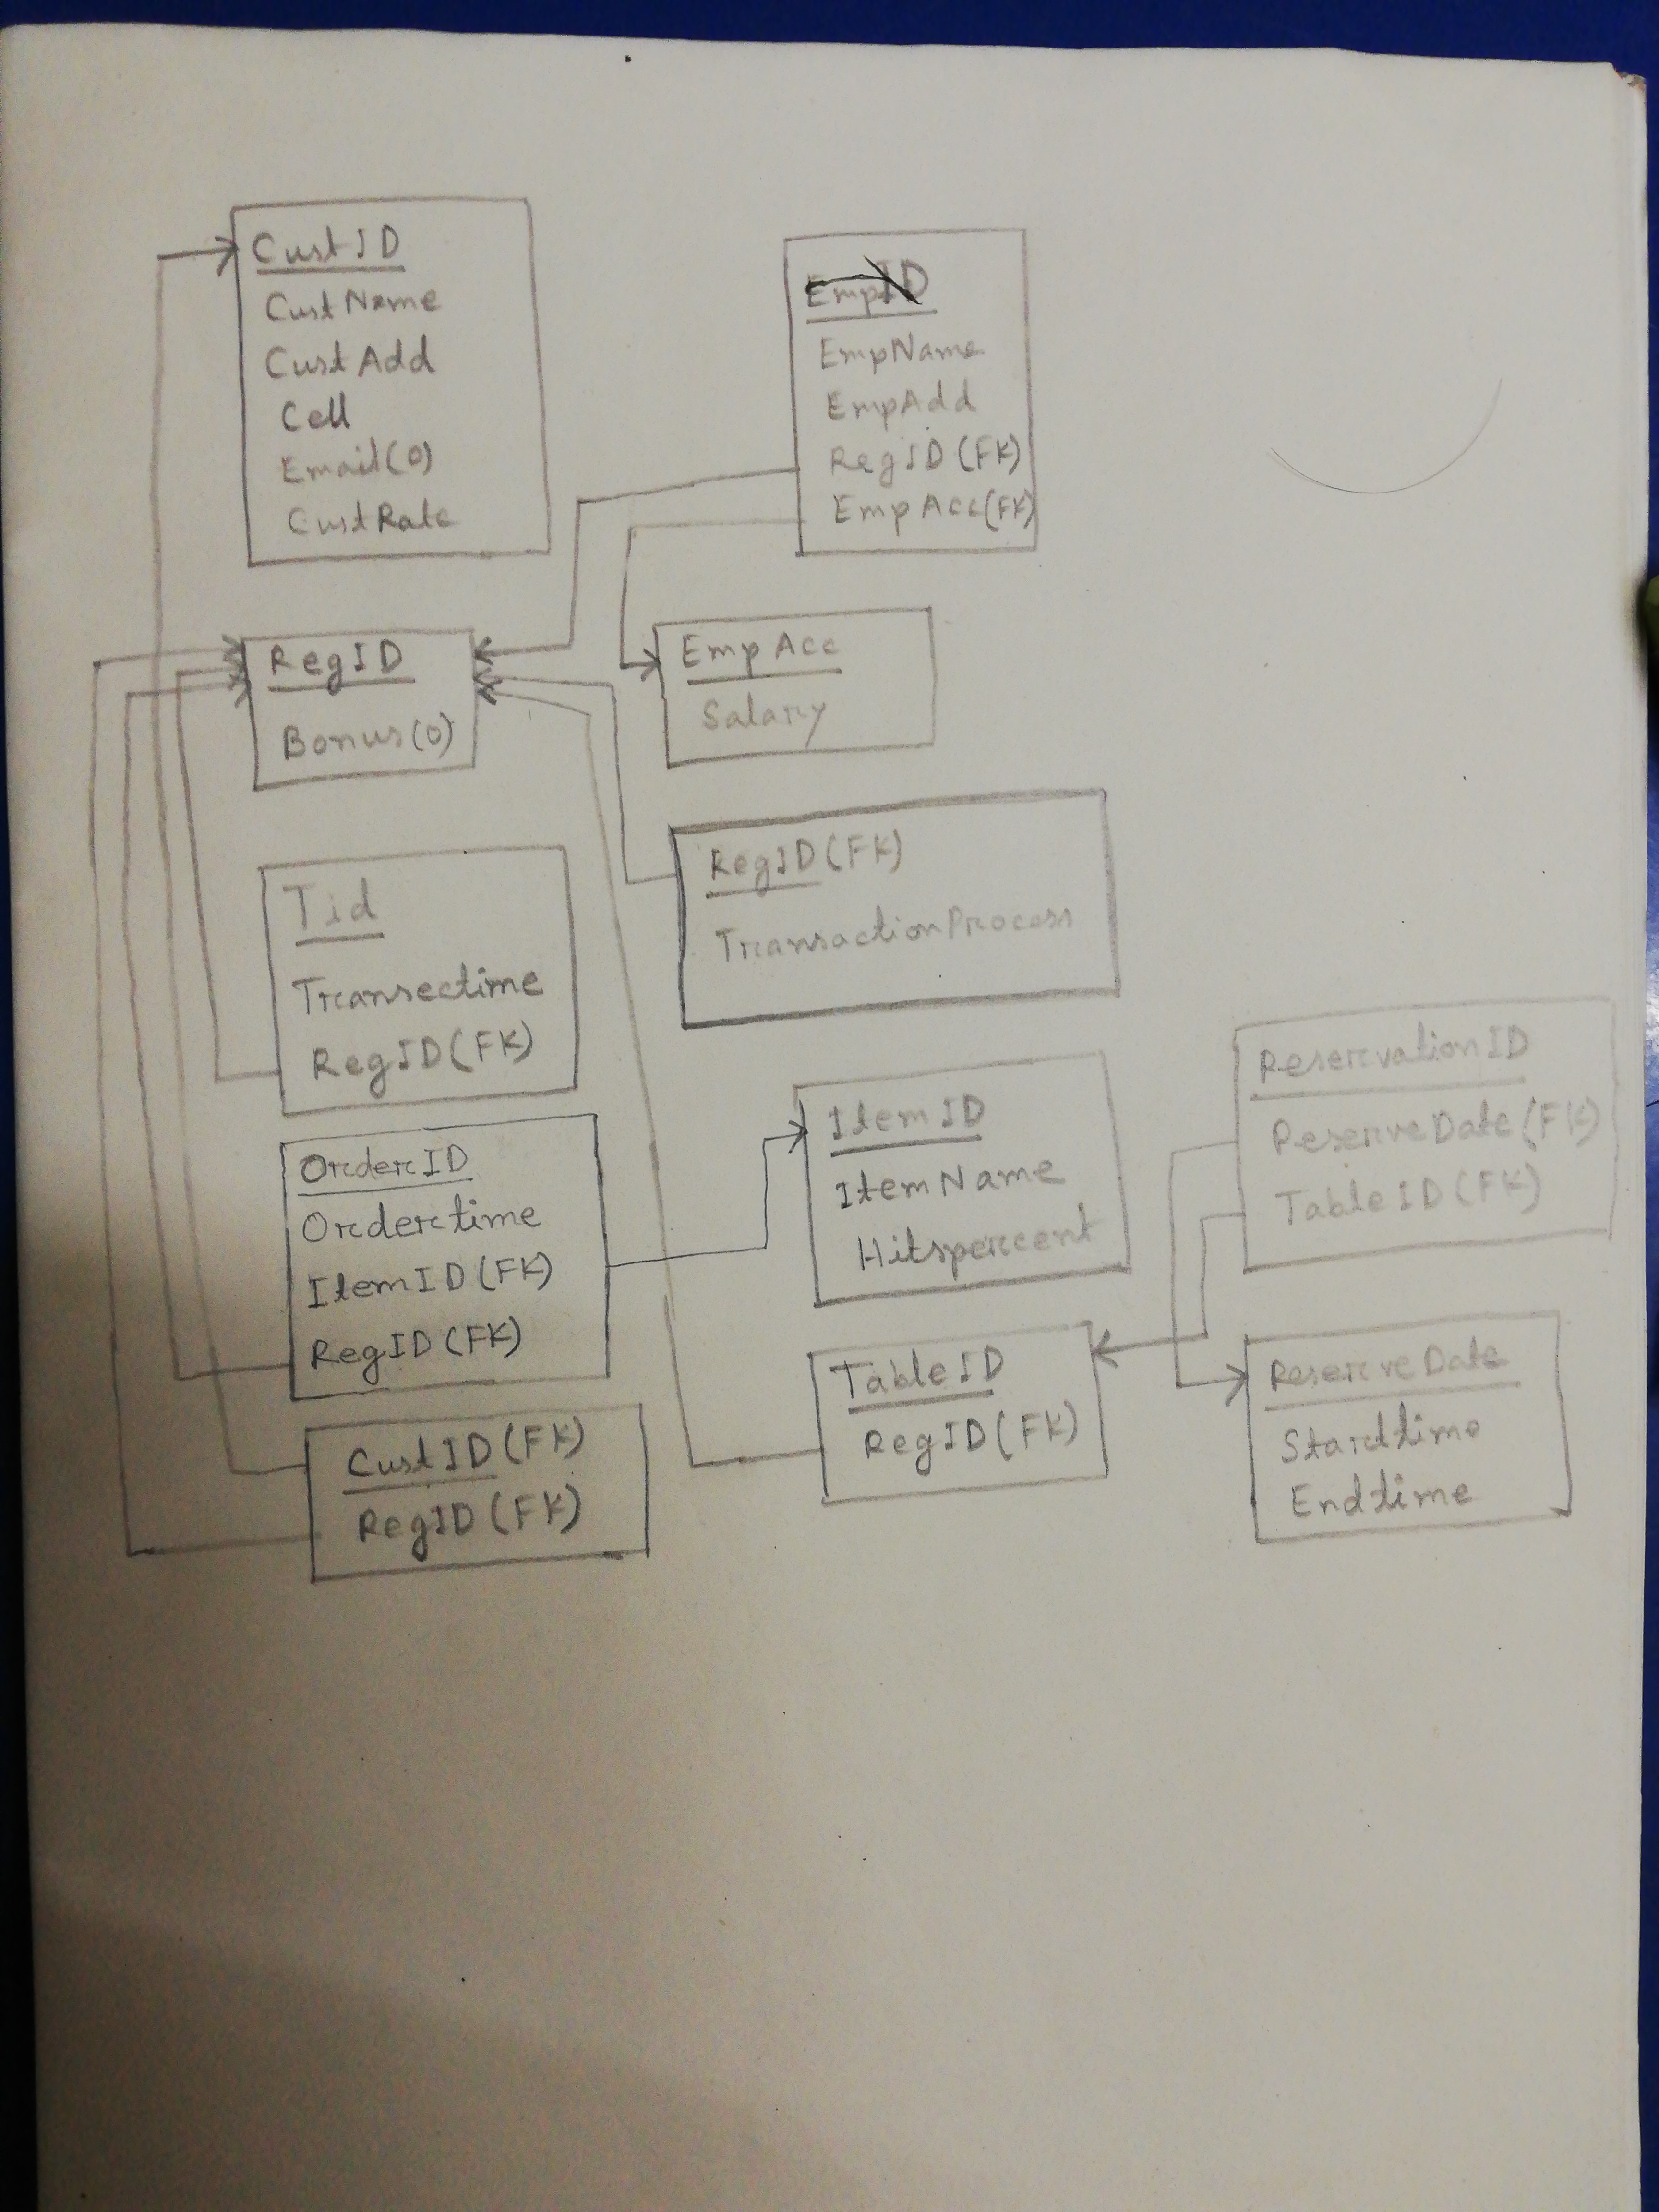 CustID
CustName
CustAdd
Cell
Email(O)
CustRate
EmpID
EmpName
EmpAdd
RegID(FK)
EmpAcc(FK)
RegID
Bonus(O)
EmpAcc
Salary
Tid
Transectime
RegID(FK)
RegID(FK)
TransactionProcess
OrderID
Ordertime
ItemID(FK)
RegID(FK)
ItemID
ItemName
Hitspercent
ReservationID
ReserveDate(FK)
TableID(FK)
CustID(FK)
RegID(FK)
TableID
RegID(FK)
ReserveDate
Starttime
Endtime